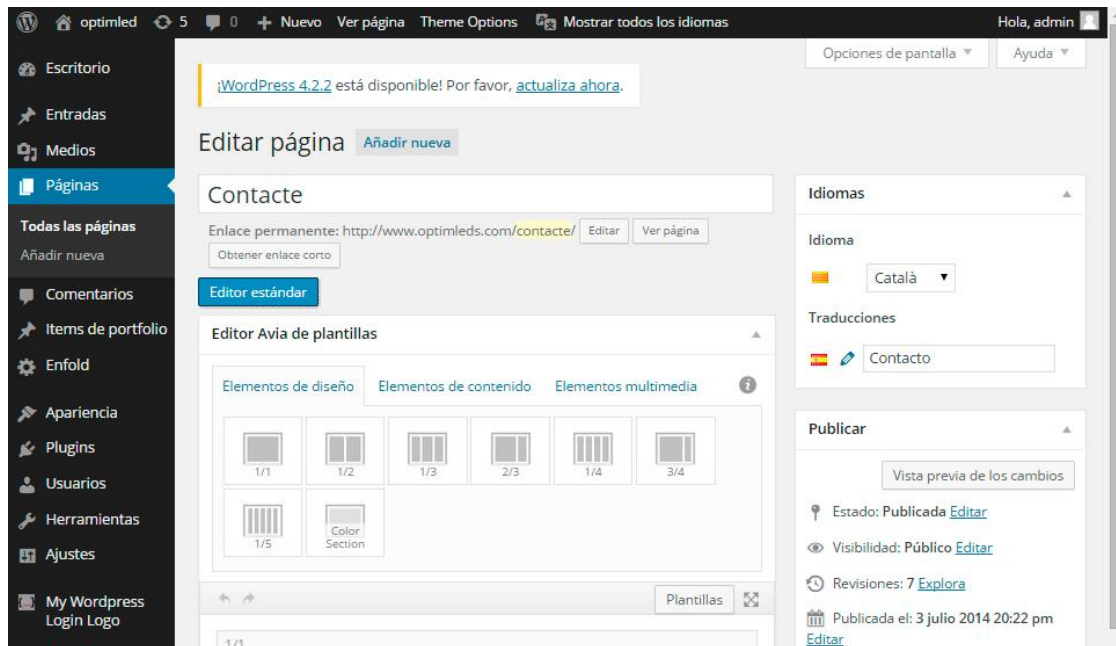 optimled 5 0 + Nuevo Ver página Theme Options Mostrar todos los idiomas Hola, admin
Opciones de pantalla Ayuda
Escritorio
Entradas
Medios
Páginas
Todas las páginas
Añadir nueva
Comentarios
Items de portfolio
Enfold
Apariencia
Plugins
Usuarios
Herramientas
Ajustes
My Wordpress
Login Logo
¡WordPress 4.2.2 está disponible! Por favor, actualiza ahora.
Editar página Añadir nueva
Contacte
Enlace permanente: http://www.optimleds.com/contacte/ Editar Ver página
Obtener enlace corto
Editor estándar
Editor Avia de plantillas
Elementos de diseño Elementos de contenido Elementos multimedia
1/1 1/2 1/3 2/3 1/4 3/4
1/5 Color
Section
Plantillas
1/1
Idiomas
Idioma
Català
Traducciones
Contacto
Publicar
Vista previa de los cambios
Estado: Publicada Editar
Visibilidad: Público Editar
Revisiones: 7 Explora
Publicada el: 3 julio 2014 20:22 pm
Editar